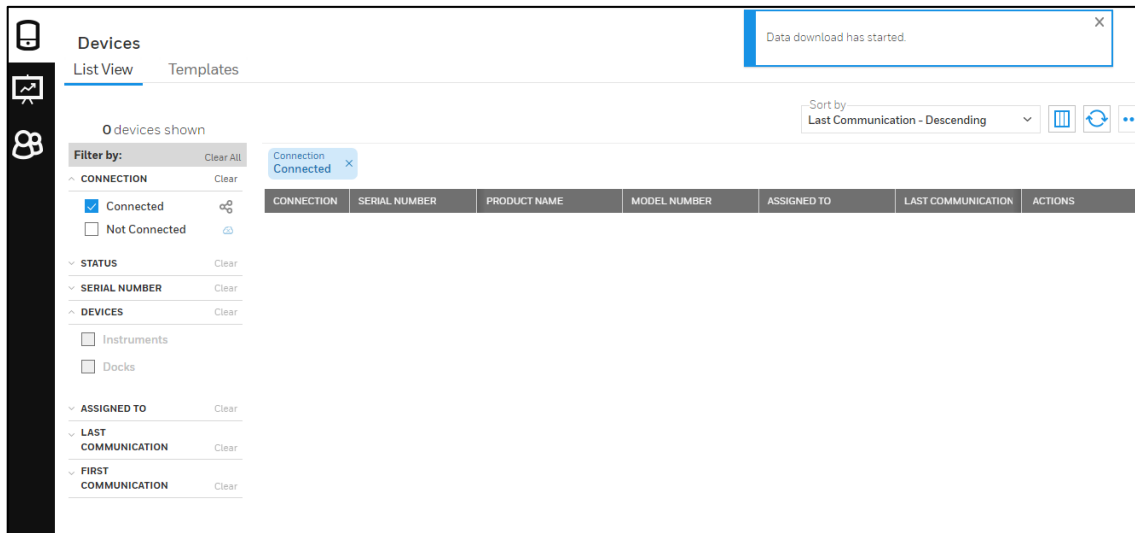 Devices
Data download has started.
List View Templates
0 devices shown
Sort by
Last Communication - Descending
Filter by: Clear All
Connection
Connected
CONNECTION Clear
Connected
Not Connected
STATUS Clear
SERIAL NUMBER Clear
DEVICES Clear
Instruments
Docks
ASSIGNED TO Clear
LAST
COMMUNICATION Clear
FIRST
COMMUNICATION Clear
CONNECTION SERIAL NUMBER PRODUCT NAME MODEL NUMBER ASSIGNED TO LAST COMMUNICATION ACTIONS